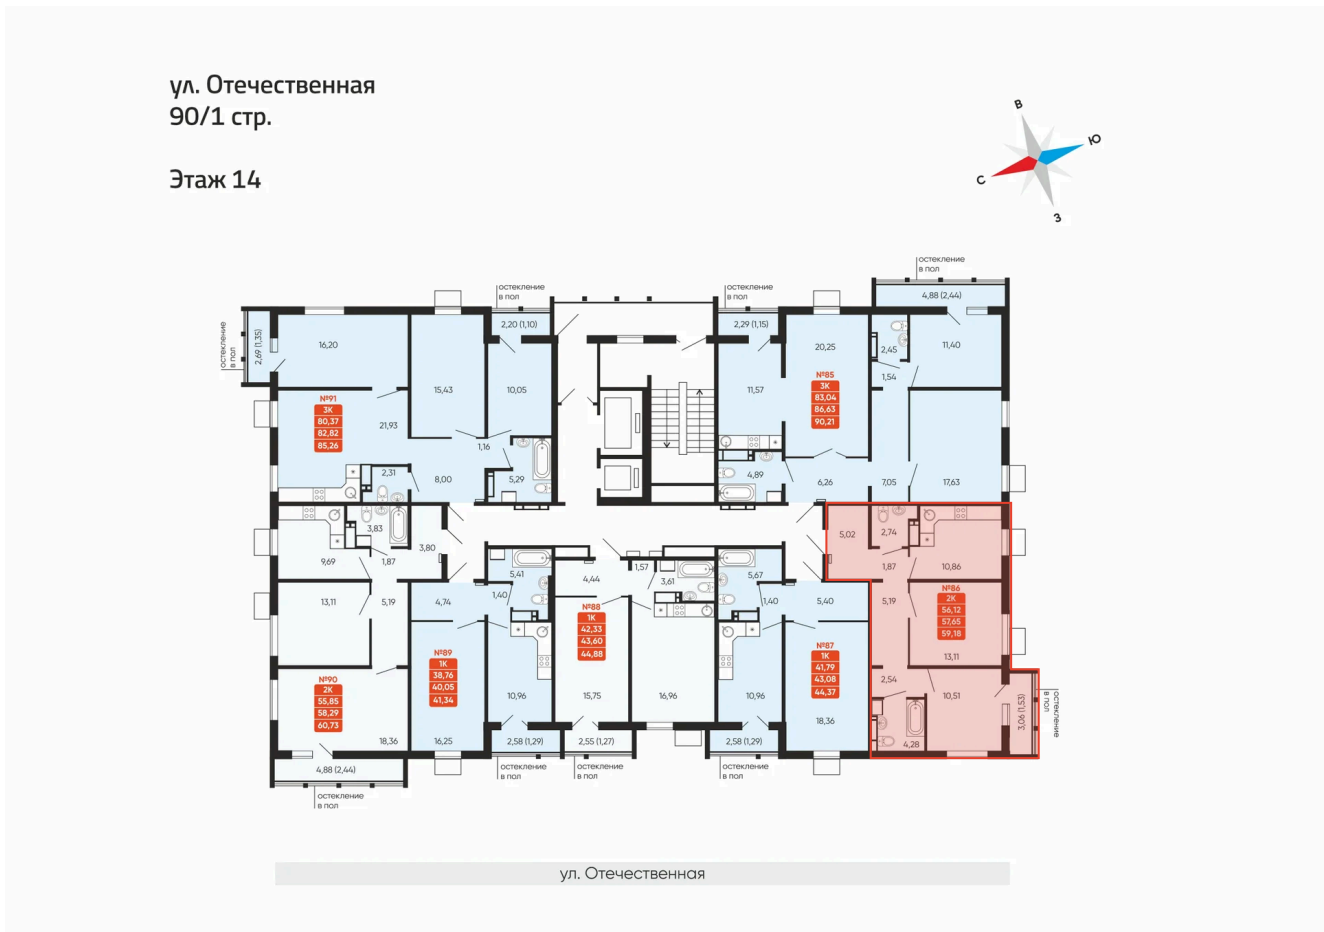 ул. Отечественная
90/1 стр.
Этаж 14
В
Ю
С
З
остекление
в пол
4,88 (2,44)
остекление
в пол
2,20 (1,10)
остекление
в пол
2,29 (1,15)
остекление
в пол
2,69 (1,35)
16,20
15,43
10,05
№91
3К
80,37
82,82
85,26
21,93
1,16
2,31
8,00
5,29
11,57
20,25
№85
3К
83,04
86,63
90,21
2,45
1,54
11,40
4,89
6,26
7,05
17,63
3,83
9,69
1,87
3,80
13,11
5,19
№90
2К
55,85
58,29
60,73
18,36
4,88 (2,44)
остекление
в пол
5,41
1,40
4,74
№89
1К
38,76
40,05
41,34
16,25
10,96
2,58 (1,29)
остекление
в пол
4,44
1,57
3,61
№88
1К
42,33
43,60
44,88
15,75
16,96
2,55 (1,27)
остекление
в пол
5,67
1,40
5,40
№87
1К
41,79
43,08
44,37
10,96
18,36
2,58 (1,29)
остекление
в пол
5,02
2,74
1,87
10,86
5,19
№86
2К
56,12
57,65
59,18
13,11
2,54
10,51
4,28
3,06 (1,53)
остекление
в пол
ул. Отечественная